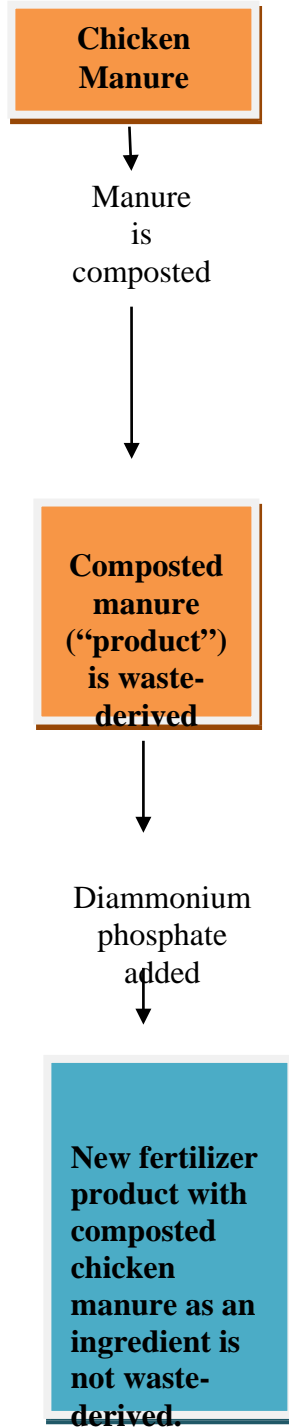 Chicken
Manure
Manure
is
composted
Composted
manure
(“product”)
is waste-
derived
Diammonium
phosphate
added
New fertilizer
product with
composted
chicken
manure as an
ingredient is
not waste-
derived.